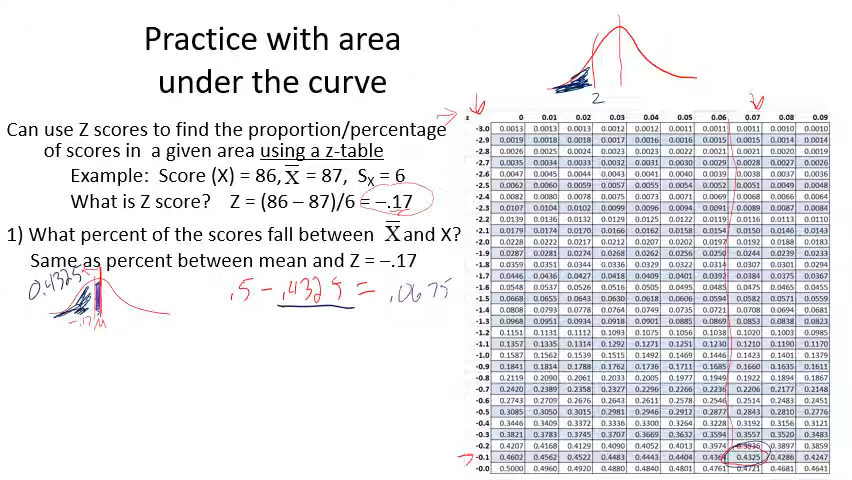 Practice with area
under the curve
Can use Z scores to find the proportion/percentage
of scores in a given area using a z-table
Example: Score (X) = 86, X̅ = 87, Sx = 6
What is Z score? Z = (86 – 87)/6 = –.17
1) What percent of the scores fall between X̅ and X?
Same as percent between mean and Z = –.17
0.4325
.5 - .4325 = .0675
-.17 μ
z
z 0 0.01 0.02 0.03 0.04 0.05 0.06 0.07 0.08 0.09
-3.0 0.0013 0.0013 0.0013 0.0012 0.0012 0.0011 0.0011 0.0011 0.0010 0.0010
-2.9 0.0019 0.0018 0.0018 0.0017 0.0016 0.0016 0.0015 0.0015 0.0014 0.0014
-2.8 0.0026 0.0025 0.0024 0.0023 0.0023 0.0022 0.0021 0.0021 0.0020 0.0019
-2.7 0.0035 0.0034 0.0033 0.0032 0.0031 0.0030 0.0029 0.0028 0.0027 0.0026
-2.6 0.0047 0.0045 0.0044 0.0043 0.0041 0.0040 0.0039 0.0038 0.0037 0.0036
-2.5 0.0062 0.0060 0.0059 0.0057 0.0055 0.0054 0.0052 0.0051 0.0049 0.0048
-2.4 0.0082 0.0080 0.0078 0.0075 0.0073 0.0071 0.0069 0.0068 0.0066 0.0064
-2.3 0.0107 0.0104 0.0102 0.0099 0.0096 0.0094 0.0091 0.0089 0.0087 0.0084
-2.2 0.0139 0.0136 0.0132 0.0129 0.0125 0.0122 0.0119 0.0116 0.0113 0.0110
-2.1 0.0179 0.0174 0.0170 0.0166 0.0162 0.0158 0.0154 0.0150 0.0146 0.0143
-2.0 0.0228 0.0222 0.0217 0.0212 0.0207 0.0202 0.0197 0.0192 0.0188 0.0183
-1.9 0.0287 0.0281 0.0274 0.0268 0.0262 0.0256 0.0250 0.0244 0.0239 0.0233
-1.8 0.0359 0.0351 0.0344 0.0336 0.0329 0.0322 0.0314 0.0307 0.0301 0.0294
-1.7 0.0446 0.0436 0.0427 0.0418 0.0409 0.0401 0.0392 0.0384 0.0375 0.0367
-1.6 0.0548 0.0537 0.0526 0.0516 0.0505 0.0495 0.0485 0.0475 0.0465 0.0455
-1.5 0.0668 0.0655 0.0643 0.0630 0.0618 0.0606 0.0594 0.0582 0.0571 0.0559
-1.4 0.0808 0.0793 0.0778 0.0764 0.0749 0.0735 0.0721 0.0708 0.0694 0.0681
-1.3 0.0968 0.0951 0.0934 0.0918 0.0901 0.0885 0.0869 0.0853 0.0838 0.0823
-1.2 0.1151 0.1131 0.1112 0.1093 0.1075 0.1056 0.1038 0.1020 0.1003 0.0985
-1.1 0.1357 0.1335 0.1314 0.1292 0.1271 0.1251 0.1230 0.1210 0.1190 0.1170
-1.0 0.1587 0.1562 0.1539 0.1515 0.1492 0.1469 0.1446 0.1423 0.1401 0.1379
-0.9 0.1841 0.1814 0.1788 0.1762 0.1736 0.1711 0.1685 0.1660 0.1635 0.1611
-0.8 0.2119 0.2090 0.2061 0.2033 0.2005 0.1977 0.1949 0.1922 0.1894 0.1867
-0.7 0.2420 0.2389 0.2358 0.2327 0.2296 0.2266 0.2236 0.2206 0.2177 0.2148
-0.6 0.2743 0.2709 0.2676 0.2643 0.2611 0.2578 0.2546 0.2514 0.2483 0.2451
-0.5 0.3085 0.3050 0.3015 0.2981 0.2946 0.2912 0.2877 0.2843 0.2810 0.2776
-0.4 0.3446 0.3409 0.3372 0.3336 0.3300 0.3264 0.3228 0.3192 0.3156 0.3121
-0.3 0.3821 0.3783 0.3745 0.3707 0.3669 0.3632 0.3594 0.3557 0.3520 0.3483
-0.2 0.4207 0.4168 0.4129 0.4090 0.4052 0.4013 0.3974 0.3936 0.3897 0.3859
-0.1 0.4602 0.4562 0.4522 0.4483 0.4443 0.4404 0.4364 0.4325 0.4286 0.4247
-0.0 0.5000 0.4960 0.4920 0.4880 0.4840 0.4801 0.4761 0.4721 0.4681 0.4641